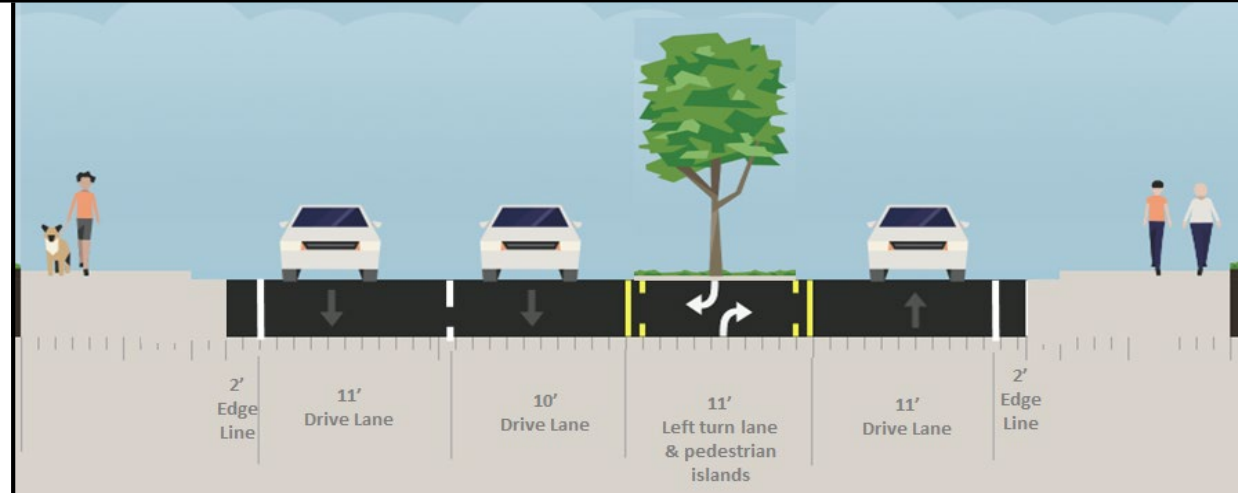 2'
Edge
Line
11'
Drive Lane
10'
Drive Lane
11'
Left turn lane
& pedestrian
islands
11'
Drive Lane
2'
Edge
Line